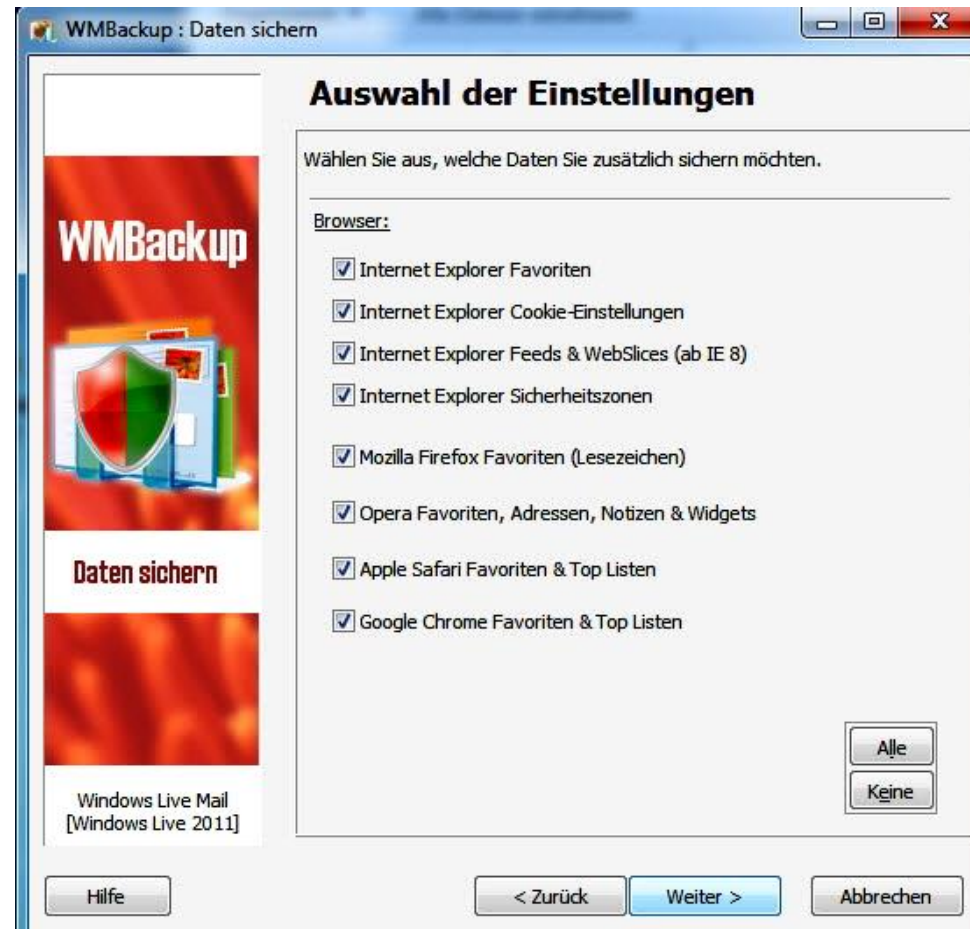 WMBackup : Daten sichern
Auswahl der Einstellungen
Wählen Sie aus, welche Daten Sie zusätzlich sichern möchten.
Browser:
Internet Explorer Favoriten
Internet Explorer Cookie-Einstellungen
Internet Explorer Feeds & WebSlices (ab IE 8)
Internet Explorer Sicherheitszonen
Mozilla Firefox Favoriten (Lesezeichen)
Opera Favoriten, Adressen, Notizen & Widgets
Apple Safari Favoriten & Top Listen
Google Chrome Favoriten & Top Listen
WMBackup
Daten sichern
Windows Live Mail
[Windows Live 2011]
Alle
Keine
Hilfe
< Zurück
Weiter >
Abbrechen